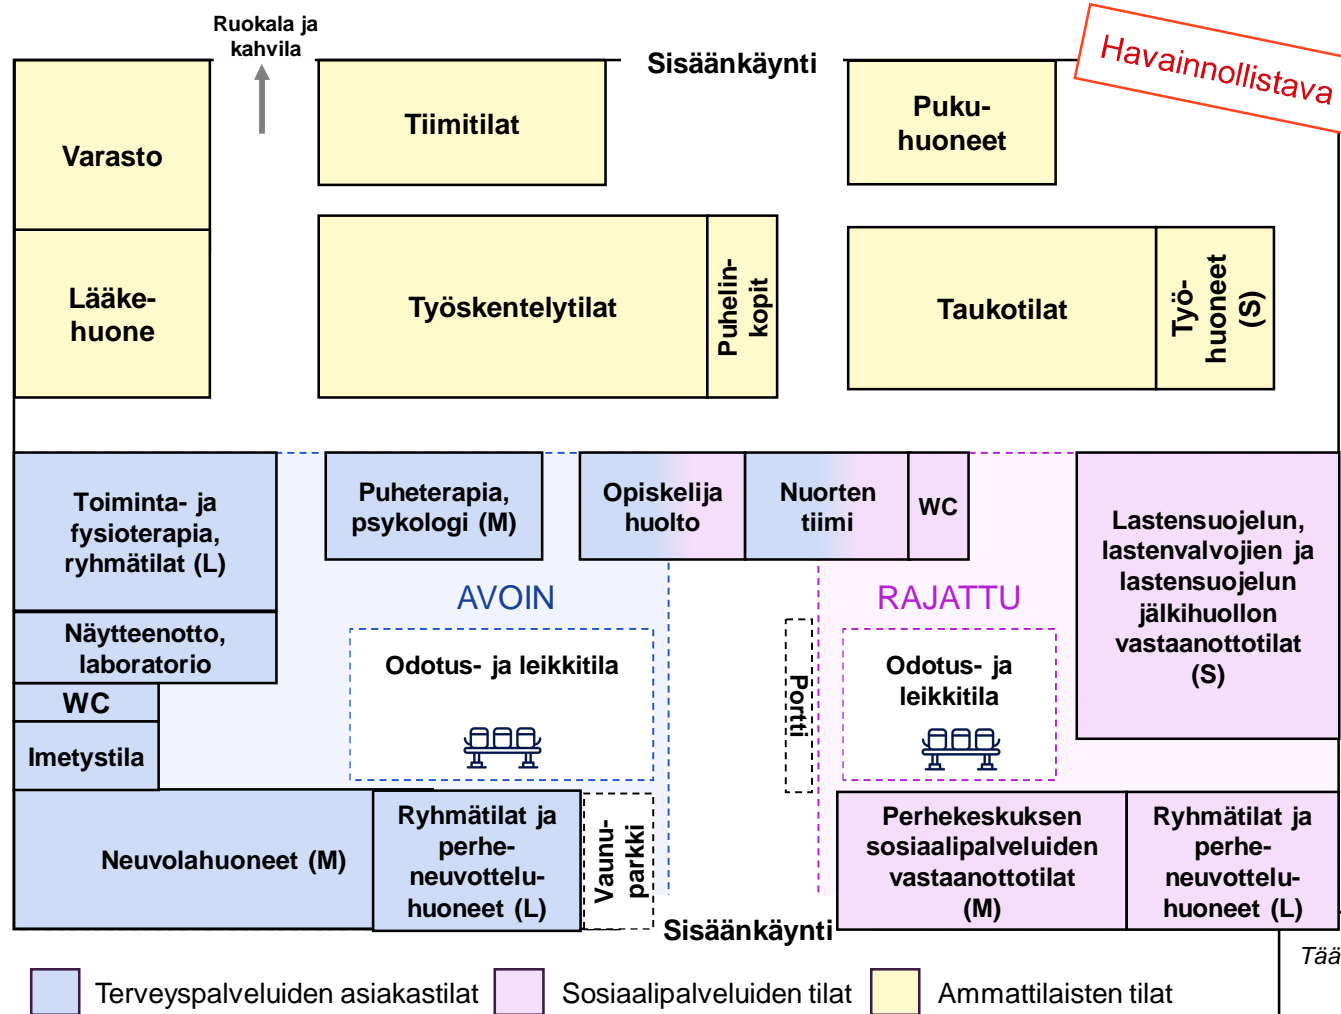 Ruokala ja
kahvila
Sisäänkäynti
Havainnollistava
Varasto
Tiimitilat
Puku-
huoneet
Lääke-
huone
Työskentelytilat
Puhelin-
kopit
Taukotilat
Työ-
huoneet
(S)
Toiminta- ja
fysioterapia,
ryhmätilat (L)
Puheterapia,
psykologi (M)
Opiskelija
huolto
Nuorten
tiimi
WC
Lastensuojelun,
lastenvalvojien ja
lastensuojelun
jälkihuollon
vastaanottotilat
(S)
AVOIN
RAJATTU
Näytteenotto,
laboratorio
Odotus- ja leikkitila
Portti
Odotus- ja
leikkitila
WC
Imetystila
Neuvolahuoneet (M)
Ryhmätilat ja
perhe-
neuvottelu-
huoneet (L)
Vaunu-
parkki
Perhekeskuksen
sosiaalipalveluiden
vastaanottotilat
(M)
Ryhmätilat ja
perhe-
neuvottelu-
huoneet (L)
Sisäänkäynti
Tää
Terveyspalveluiden asiakastilat
Sosiaalipalveluiden tilat
Ammattilaisten tilat